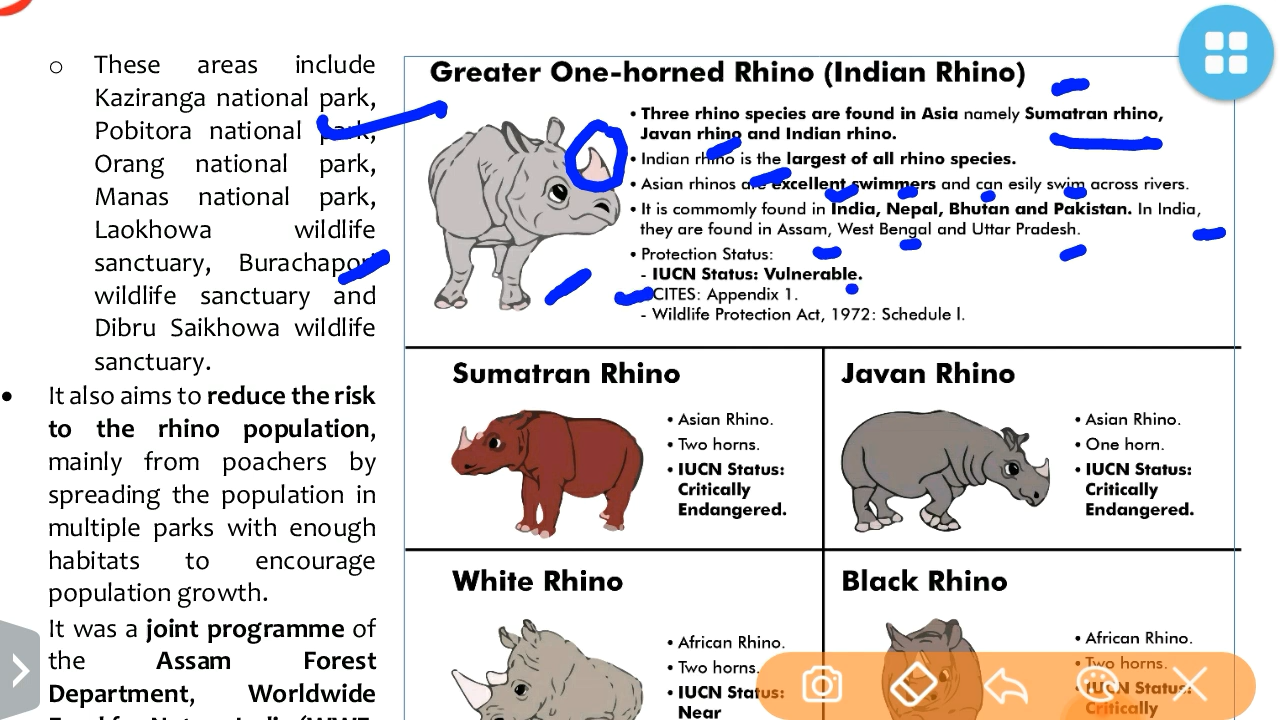 o These areas include
Kaziranga national park,
Pobitora national park,
Orang national park,
Manas national park,
Laokhowa wildlife
sanctuary, Burachapori
wildlife sanctuary and
Dibru Saikhowa wildlife
sanctuary.
• It also aims to reduce the risk
to the rhino population,
mainly from poachers by
spreading the population in
multiple parks with enough
habitats to encourage
population growth.
It was a joint programme of
the Assam Forest
Department, Worldwide
Greater One-horned Rhino (Indian Rhino)
• Three rhino species are found in Asia namely Sumatran rhino,
Javan rhino and Indian rhino.
• Indian rhino is the largest of all rhino species.
• Asian rhinos are excellent swimmers and can esily swim across rivers.
• It is commomly found in India, Nepal, Bhutan and Pakistan. In India,
they are found in Assam, West Bengal and Uttar Pradesh.
• Protection Status:
- IUCN Status: Vulnerable.
- CITES: Appendix 1.
- Wildlife Protection Act, 1972: Schedule I.
Sumatran Rhino
• Asian Rhino.
• Two horns.
• IUCN Status:
Critically
Endangered.
Javan Rhino
• Asian Rhino.
• One horn.
• IUCN Status:
Critically
Endangered.
White Rhino
• African Rhino.
• Two horns.
• IUCN Status:
Near
Black Rhino
• African Rhino.
• Two horns.
• IUCN Status:
Critically